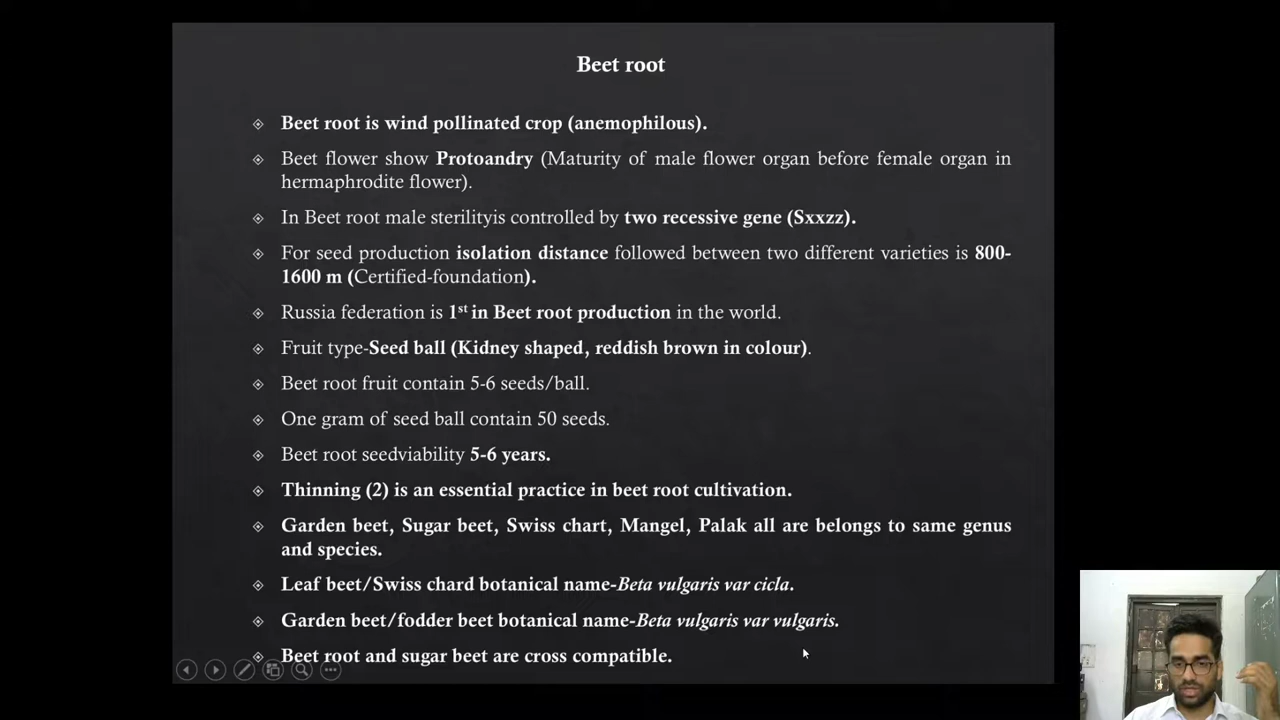 Beet root
Beet root is wind pollinated crop (anemophilous).
Beet flower show Protoandry (Maturity of male flower organ before female organ in
hermaphrodite flower).
In Beet root male sterilityis controlled by two recessive gene (Sxxzz).
For seed production isolation distance followed between two different varieties is 800-
1600 m (Certified-foundation).
Russia federation is 1st in Beet root production in the world.
Fruit type-Seed ball (Kidney shaped, reddish brown in colour).
Beet root fruit contain 5-6 seeds/ball.
One gram of seed ball contain 50 seeds.
Beet root seedviability 5-6 years.
Thinning (2) is an essential practice in beet root cultivation.
Garden beet, Sugar beet, Swiss chart, Mangel, Palak all are belongs to same genus
and species.
Leaf beet/Swiss chard botanical name-Beta vulgaris var cicla.
Garden beet/fodder beet botanical name-Beta vulgaris var vulgaris.
Beet root and sugar beet are cross compatible.